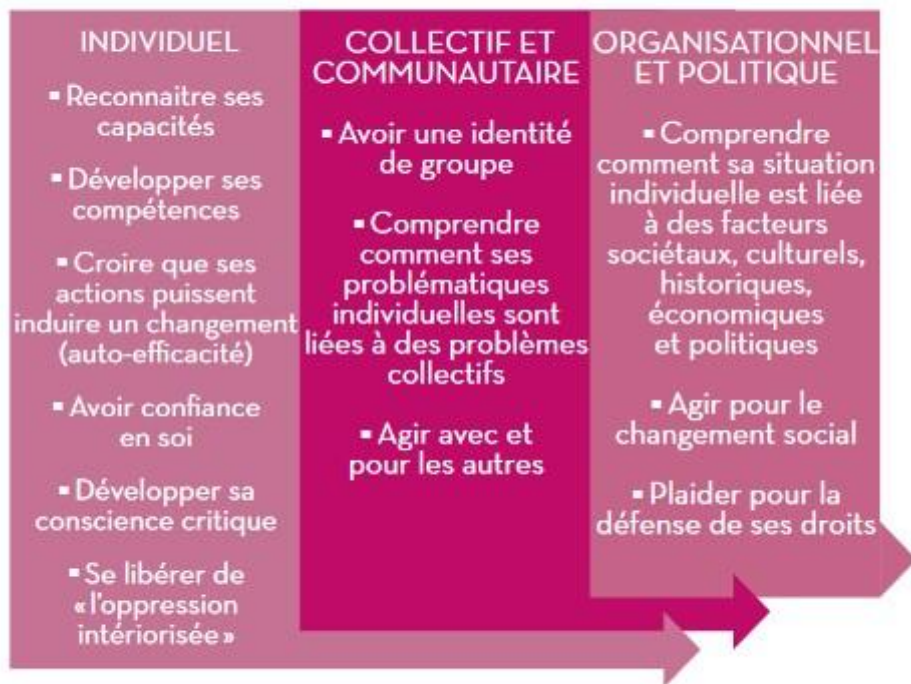 INDIVIDUEL
▪ Reconnaitre ses
capacités
▪ Développer ses
compétences
▪ Croire que ses
actions puissent
induire un changement
(auto-efficacité)
▪ Avoir confiance
en soi
▪ Développer sa
conscience critique
▪ Se libérer de
« l'oppression
intériorisée »
COLLECTIF ET
COMMUNAUTAIRE
▪ Avoir une identité
de groupe
▪ Comprendre
comment ses
problématiques
individuelles sont
liées à des problèmes
collectifs
▪ Agir avec et
pour les autres
ORGANISATIONNEL
ET POLITIQUE
▪ Comprendre
comment sa situation
individuelle est liée
à des facteurs
sociétaux, culturels,
historiques,
économiques
et politiques
▪ Agir pour le
changement social
▪ Plaider pour la
défense de ses droits